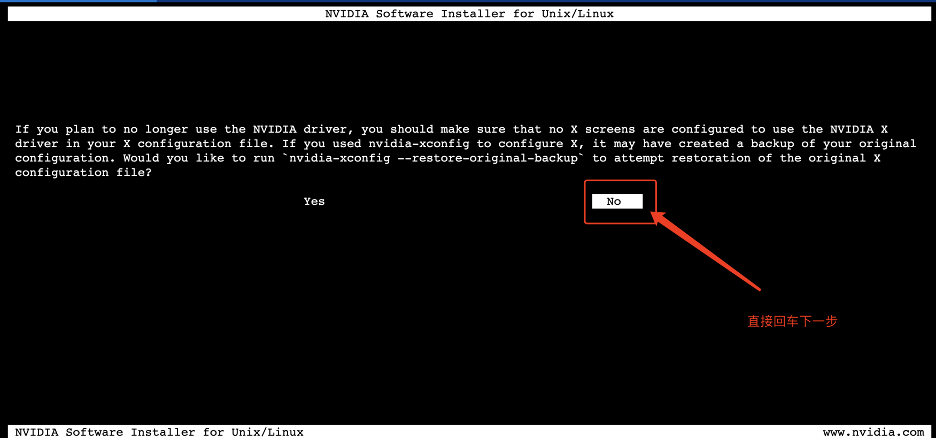 NVIDIA Software Installer for Unix/Linux
If you plan to no longer use the NVIDIA driver, you should make sure that no X screens are configured to use the NVIDIA X
driver in your X configuration file. If you used nvidia-xconfig to configure X, it may have created a backup of your original
configuration. Would you like to run `nvidia-xconfig --restore-original-backup` to attempt restoration of the original X
configuration file?
Yes No
直接回车下一步
NVIDIA Software Installer for Unix/Linux www.nvidia.com